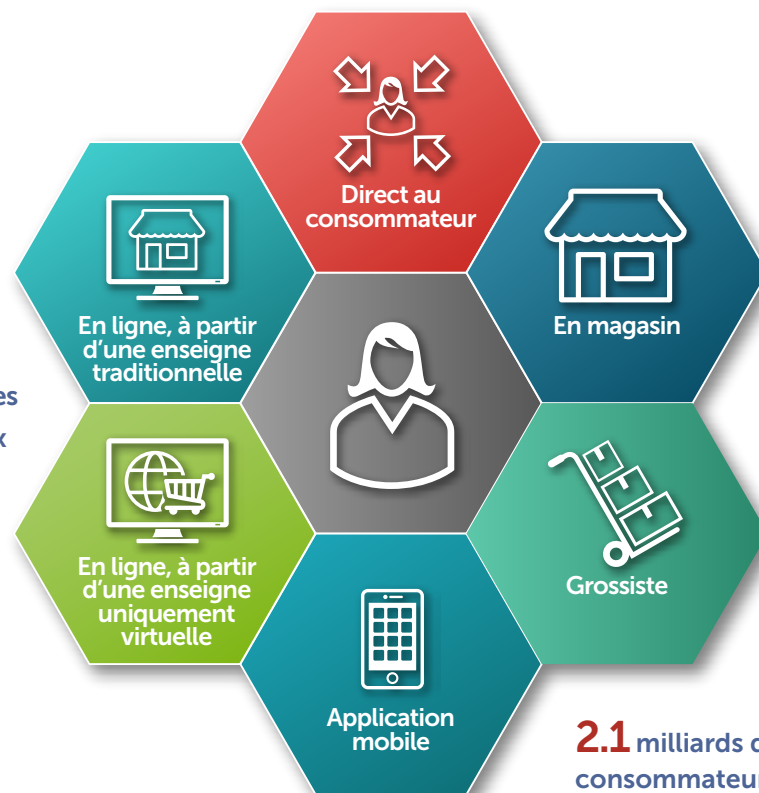 Direct au
consommateur
En ligne, à partir
d’une enseigne
traditionnelle
En magasin
En ligne, à partir
d’une enseigne
uniquement
virtuelle
Grossiste
Application
mobile
2.1 milliards